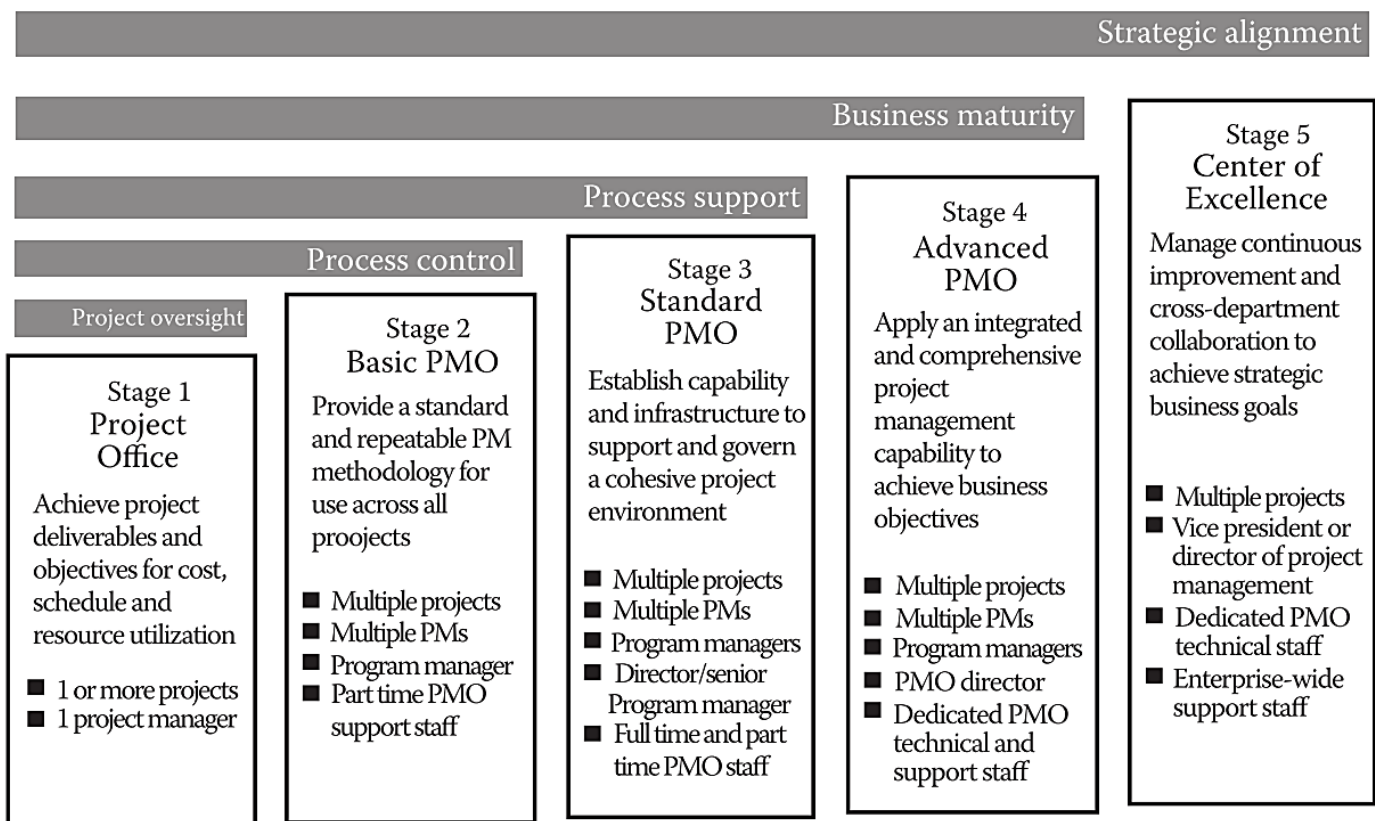 Strategic alignment
Business maturity
Process support
Process control
Project oversight
Stage 1
Project
Office
Achieve project
deliverables and
objectives for cost,
schedule and
resource utilization
■ 1 or more projects
■ 1 project manager
Stage 2
Basic PMO
Provide a standard
and repeatable PM
methodology for
use across all
proojects
■ Multiple projects
■ Multiple PMs
■ Program manager
■ Part time PMO
support staff
Stage 3
Standard
PMO
Establish capability
and infrastructure to
support and govern
a cohesive project
environment
■ Multiple projects
■ Multiple PMs
■ Program managers
■ Director/senior
Program manager
■ Full time and part
time PMO staff
Stage 4
Advanced
PMO
Apply an integrated
and comprehensive
project
management
capability to
achieve business
objectives
■ Multiple projects
■ Multiple PMs
■ Program managers
■ PMO director
■ Dedicated PMO
technical and
support staff
Stage 5
Center of
Excellence
Manage continuous
improvement and
cross-department
collaboration to
achieve strategic
business goals
■ Multiple projects
■ Vice president or
director of project
management
■ Dedicated PMO
technical staff
■ Enterprise-wide
support staff